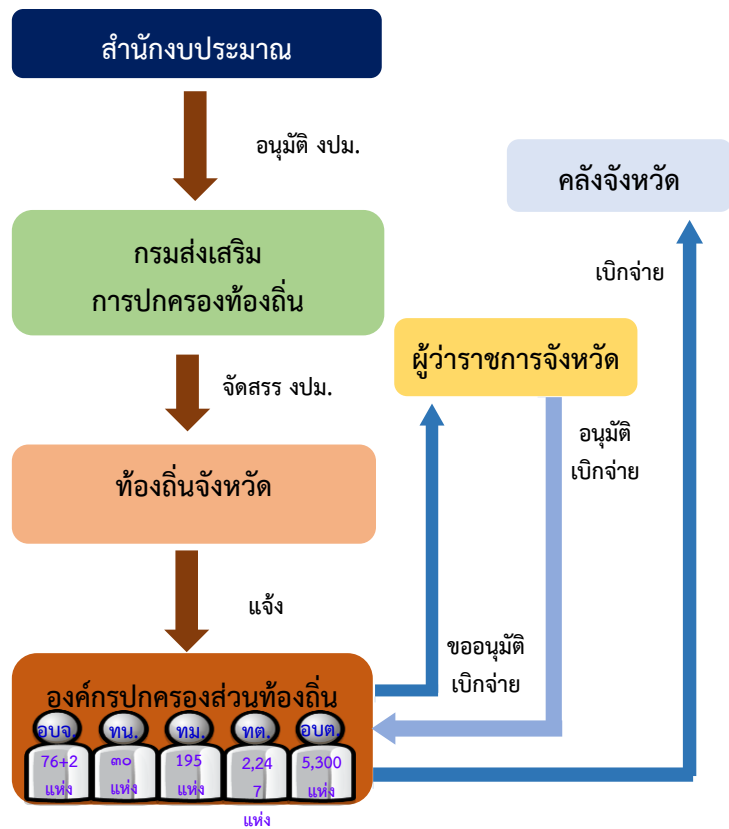 สำนักงบประมาณ
อนุมัติ งปม.
คลังจังหวัด
กรมส่งเสริม
การปกครองท้องถิ่น
เบิกจ่าย
ผู้ว่าราชการจังหวัด
จัดสรร งปม.
อนุมัติ
เบิกจ่าย
ท้องถิ่นจังหวัด
แจ้ง
ขออนุมัติ
เบิกจ่าย
องค์กรปกครองส่วนท้องถิ่น
อบจ. ทน. ทม. ทต. อบต.
76+2 ๓๐ 195 2,24 5,300
แห่ง แห่ง แห่ง 7 แห่ง
แห่ง